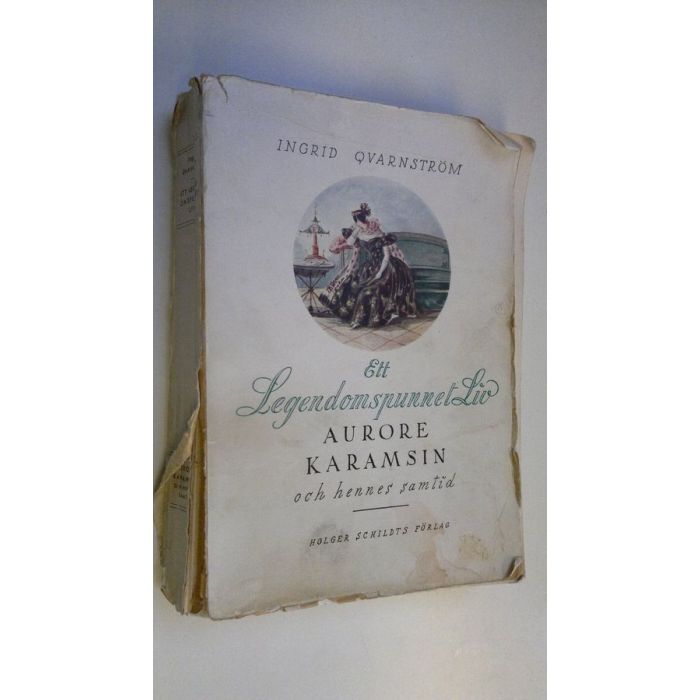 INGRID QVARNSTRÖM
Ett
Legendomspunnet Liv
AURORE
KARAMSIN
och hennes samtid
HOLGER SCHILDTS FÖRLAG